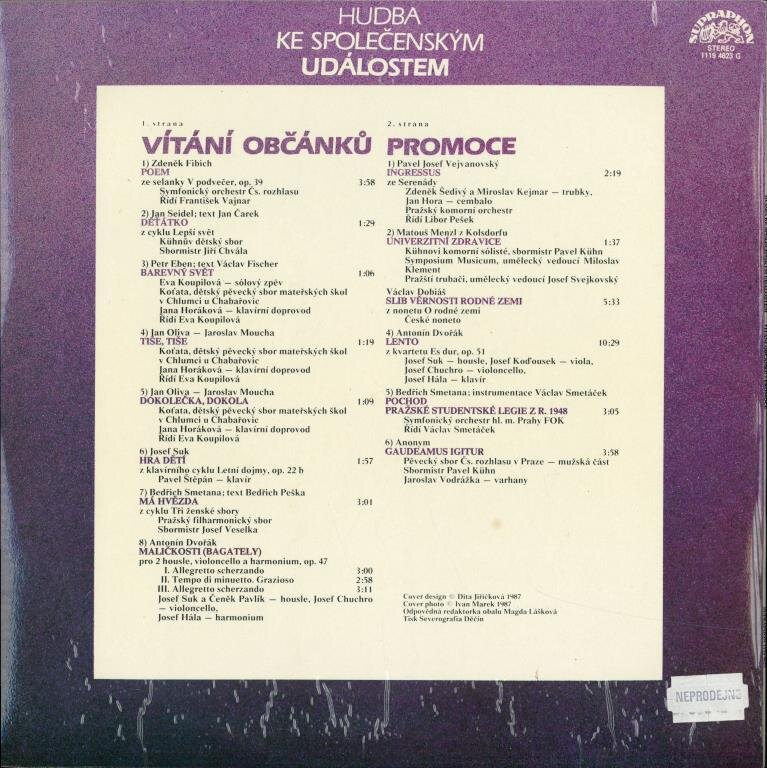 HUDBA
KE SPOLEČENSKÝM
UDÁLOSTEM
SUPRAPHON
STEREO
1119 4823 G
1. strana
VÍTÁNÍ OBČÁNKŮ
1) Zdeněk Fibich
POEM
ze selanky V podvečer, op. 39 3:58
Symfonický orchestr Čs. rozhlasu
Řídí František Vajnar
2) Jan Seidel; text Jan Čarek
DĚŤÁTKO 1:29
z cyklu Lepší svět
Kühnův dětský sbor
Sbormistr Jiří Chvála
3) Petr Eben; text Václav Fischer
BAREVNÝ SVĚT 1:06
Eva Koupilová — sólový zpěv
Koťata, dětský pěvecký sbor mateřských škol
v Chlumci u Chabařovic
Jana Horáková — klavírní doprovod
Řídí Eva Koupilová
4) Jan Oliva — Jaroslav Moucha
TIŠE, TIŠE 1:19
Koťata, dětský pěvecký sbor mateřských škol
v Chlumci u Chabařovic
Jana Horáková — klavírní doprovod
Řídí Eva Koupilová
5) Jan Oliva — Jaroslav Moucha
DOKOLEČKA, DOKOLA 1:09
Koťata, dětský pěvecký sbor mateřských škol
v Chlumci u Chabařovic
Jana Horáková — klavírní doprovod
Řídí Eva Koupilová
6) Josef Suk
HRA DĚTÍ 1:57
z klavírního cyklu Letní dojmy, op. 22 b
Pavel Štěpán — klavír
7) Bedřich Smetana; text Bedřich Peška
MÁ HVĚZDA 3:01
z cyklu Tři ženské sbory
Pražský filharmonický sbor
Sbormistr Josef Veselka
8) Antonín Dvořák
MALIČKOSTI (BAGATELY)
pro 2 housle, violoncello a harmonium, op. 47
I. Allegretto scherzando 3:00
II. Tempo di minuetto. Grazioso 2:58
III. Allegretto scherzando 3:11
Josef Suk a Čeněk Pavlík — housle, Josef Chuchro
— violoncello,
Josef Hála — harmonium
2. strana
PROMOCE
1) Pavel Josef Vejvanovský
INGRESSUS 2:19
ze Serenády
Zdeněk Šedivý a Miroslav Kejmar — trubky,
Jan Hora — cembalo
Pražský komorní orchestr
Řídí Libor Pešek
2) Matouš Menzl z Kolsdorfu
UNIVERZITNÍ ZDRAVICE 1:37
Kühnovi komorní sólisté, sbormistr Pavel Kühn
Symposium Musicum, umělecký vedoucí Miloslav
Klement
Pražští trubači, umělecký vedoucí Josef Svejkovský
Václav Dobiáš
SLIB VĚRNOSTI RODNÉ ZEMI 5:33
z nonetu O rodné zemi
České noneto
4) Antonín Dvořák
LENTO 10:29
z kvartetu Es dur, op. 51
Josef Suk — housle, Josef Koďousek — viola,
Josef Chuchro — violoncello,
Josef Hála — klavír
5) Bedřich Smetana; instrumentace Václav Smetáček
POCHOD
PRAŽSKÉ STUDENTSKÉ LEGIE Z R. 1948 3:05
Symfonický orchestr hl. m. Prahy FOK
Řídí Václav Smetáček
6) Anonym
GAUDEAMUS IGITUR 3:58
Pěvecký sbor Čs. rozhlasu v Praze — mužská část
Sbormistr Pavel Kühn
Jaroslav Vodrážka — varhany
Cover design © Dita Jiřičková 1987
Cover photo © Ivan Marek 1987
Odpovědná redaktorka obalu Magda Lášková
Tisk Severografia Děčín
NEPRODEJNÉ